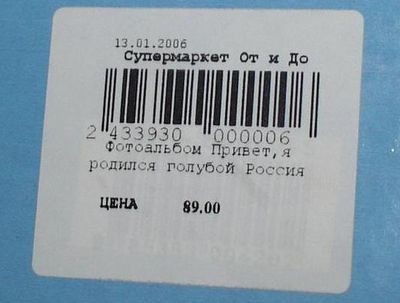 13.01.2006
Супермаркет От и До
2 433930 000006
Фотоальбом Привет,я
родился голубой Россия
ЦЕНА 89.00